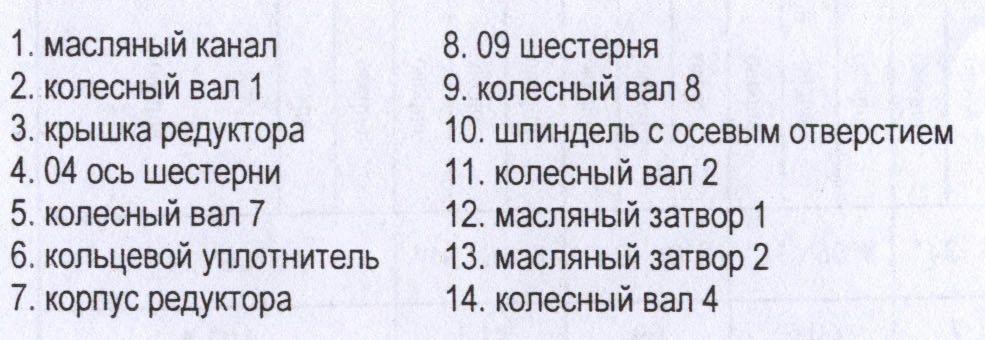 1. масляный канал
2. колесный вал 1
3. крышка редуктора
4. 04 ось шестерни
5. колесный вал 7
6. кольцевой уплотнитель
7. корпус редуктора
8. 09 шестерня
9. колесный вал 8
10. шпиндель с осевым отверстием
11. колесный вал 2
12. масляный затвор 1
13. масляный затвор 2
14. колесный вал 4